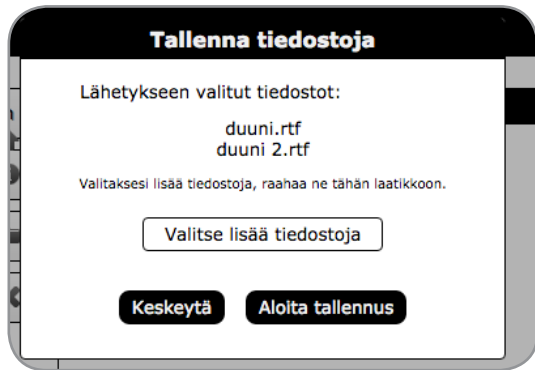 Tallenna tiedostoja
Lähetykseen valitut tiedostot:
duuni.rtf
duuni 2.rtf
Valitaksesi lisää tiedostoja, raahaa ne tähän laatikkoon.
Valitse lisää tiedostoja
Keskeytä
Aloita tallennus